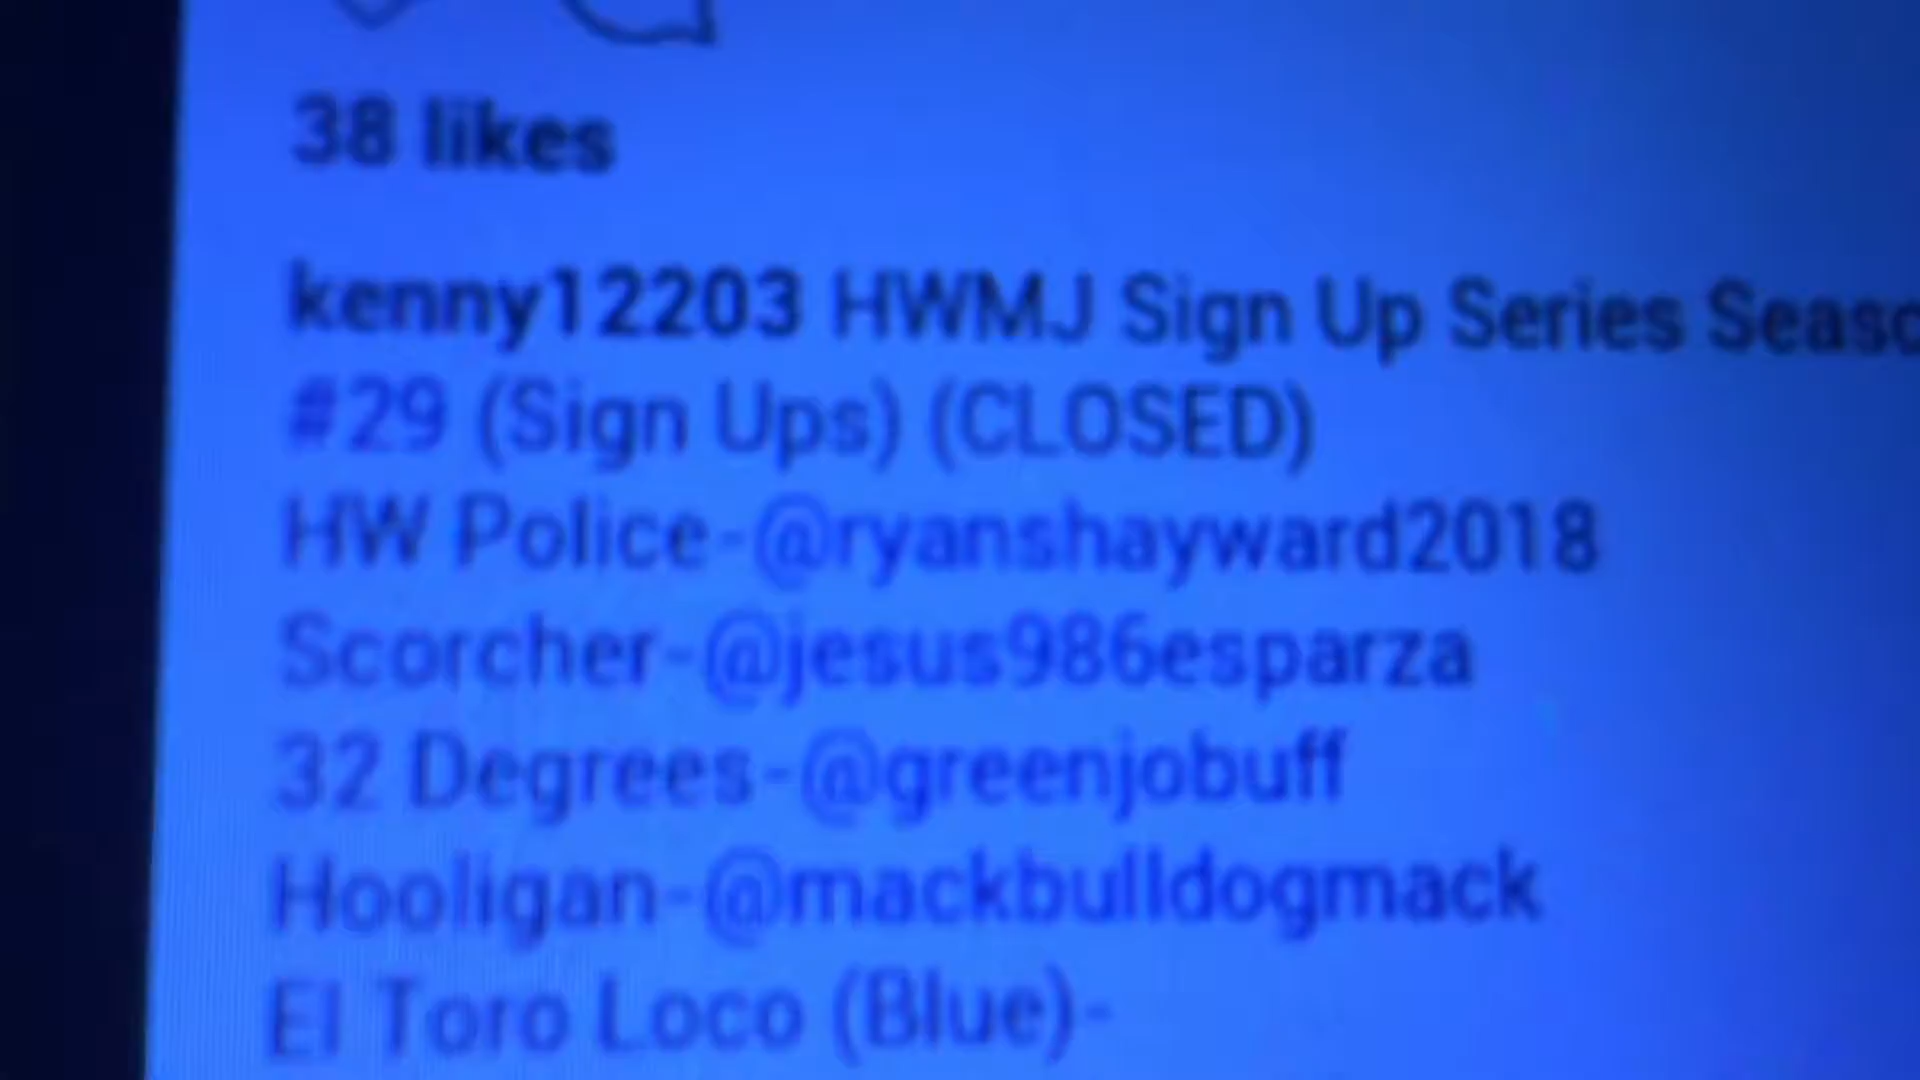 38 likes
kenny12203 HWMJ Sign Up Series
#29 (Sign Ups) (CLOSED)
HW Police-@ryanshayward2018
Scorcher-@jesus986esparza
32 Degrees-@greenjobuff
Hooligan-@mackbulldogmack
El Toro Loco (Blue)-